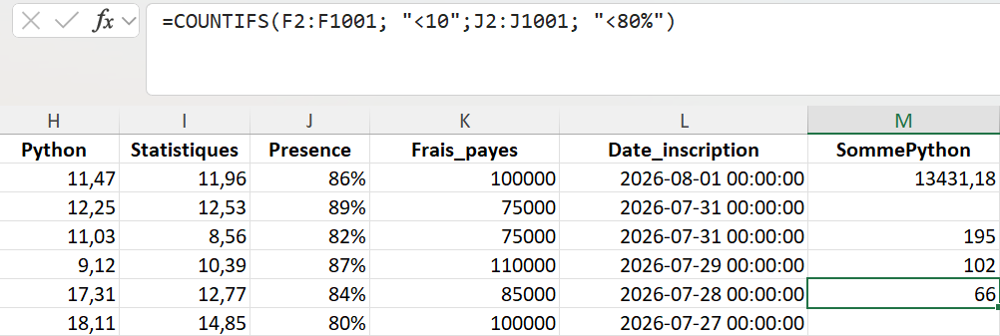 fx =COUNTIFS(F2:F1001; "<10";J2:J1001; "<80%")
H I J K L M
Python Statistiques Presence Frais_payes Date_inscription SommePython
11,47 11,96 86% 100000 2026-08-01 00:00:00 13431,18
12,25 12,53 89% 75000 2026-07-31 00:00:00
11,03 8,56 82% 75000 2026-07-31 00:00:00 195
9,12 10,39 87% 110000 2026-07-29 00:00:00 102
17,31 12,77 84% 85000 2026-07-28 00:00:00 66
18,11 14,85 80% 100000 2026-07-27 00:00:00